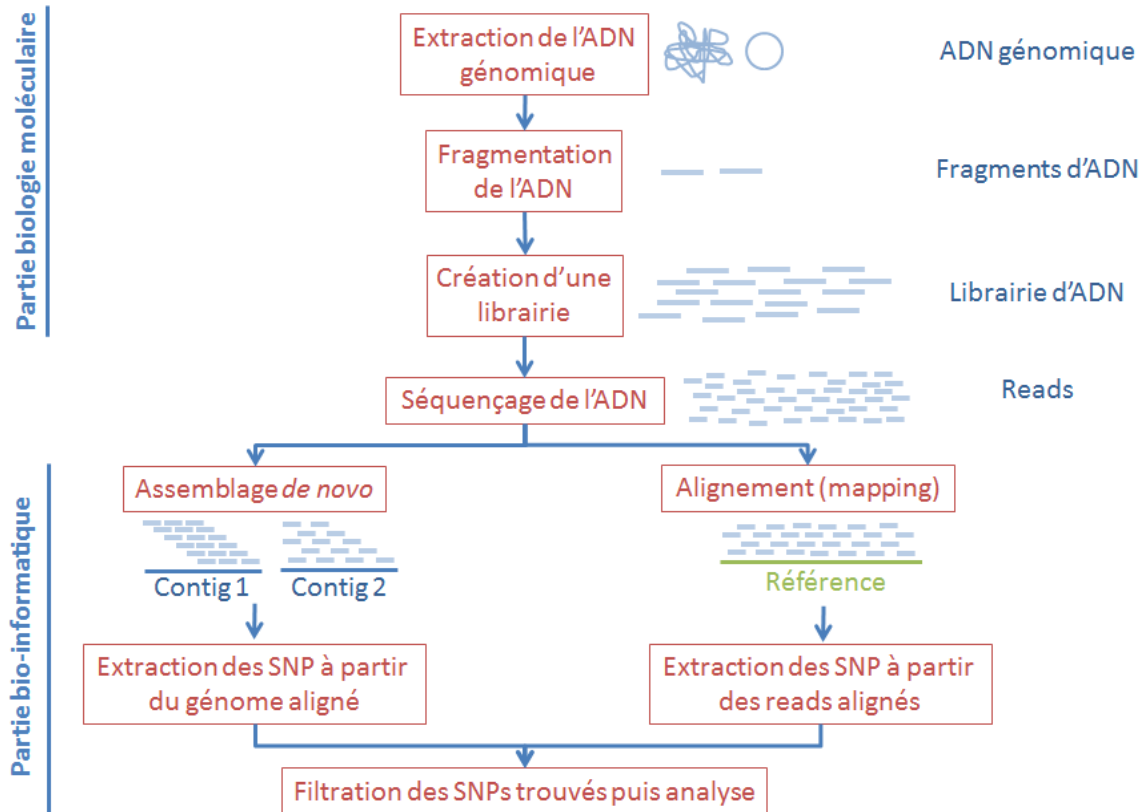 Partie biologie moléculaire
Extraction de l'ADN
génomique
ADN génomique
Fragmentation
de l'ADN
Fragments d'ADN
Création d'une
librairie
Librairie d'ADN
Séquençage de l'ADN
Reads
Partie bio-informatique
Assemblage de novo
Alignement (mapping)
Contig 1
Contig 2
Référence
Extraction des SNP à partir
du génome aligné
Extraction des SNP à partir
des reads alignés
Filtration des SNPs trouvés puis analyse